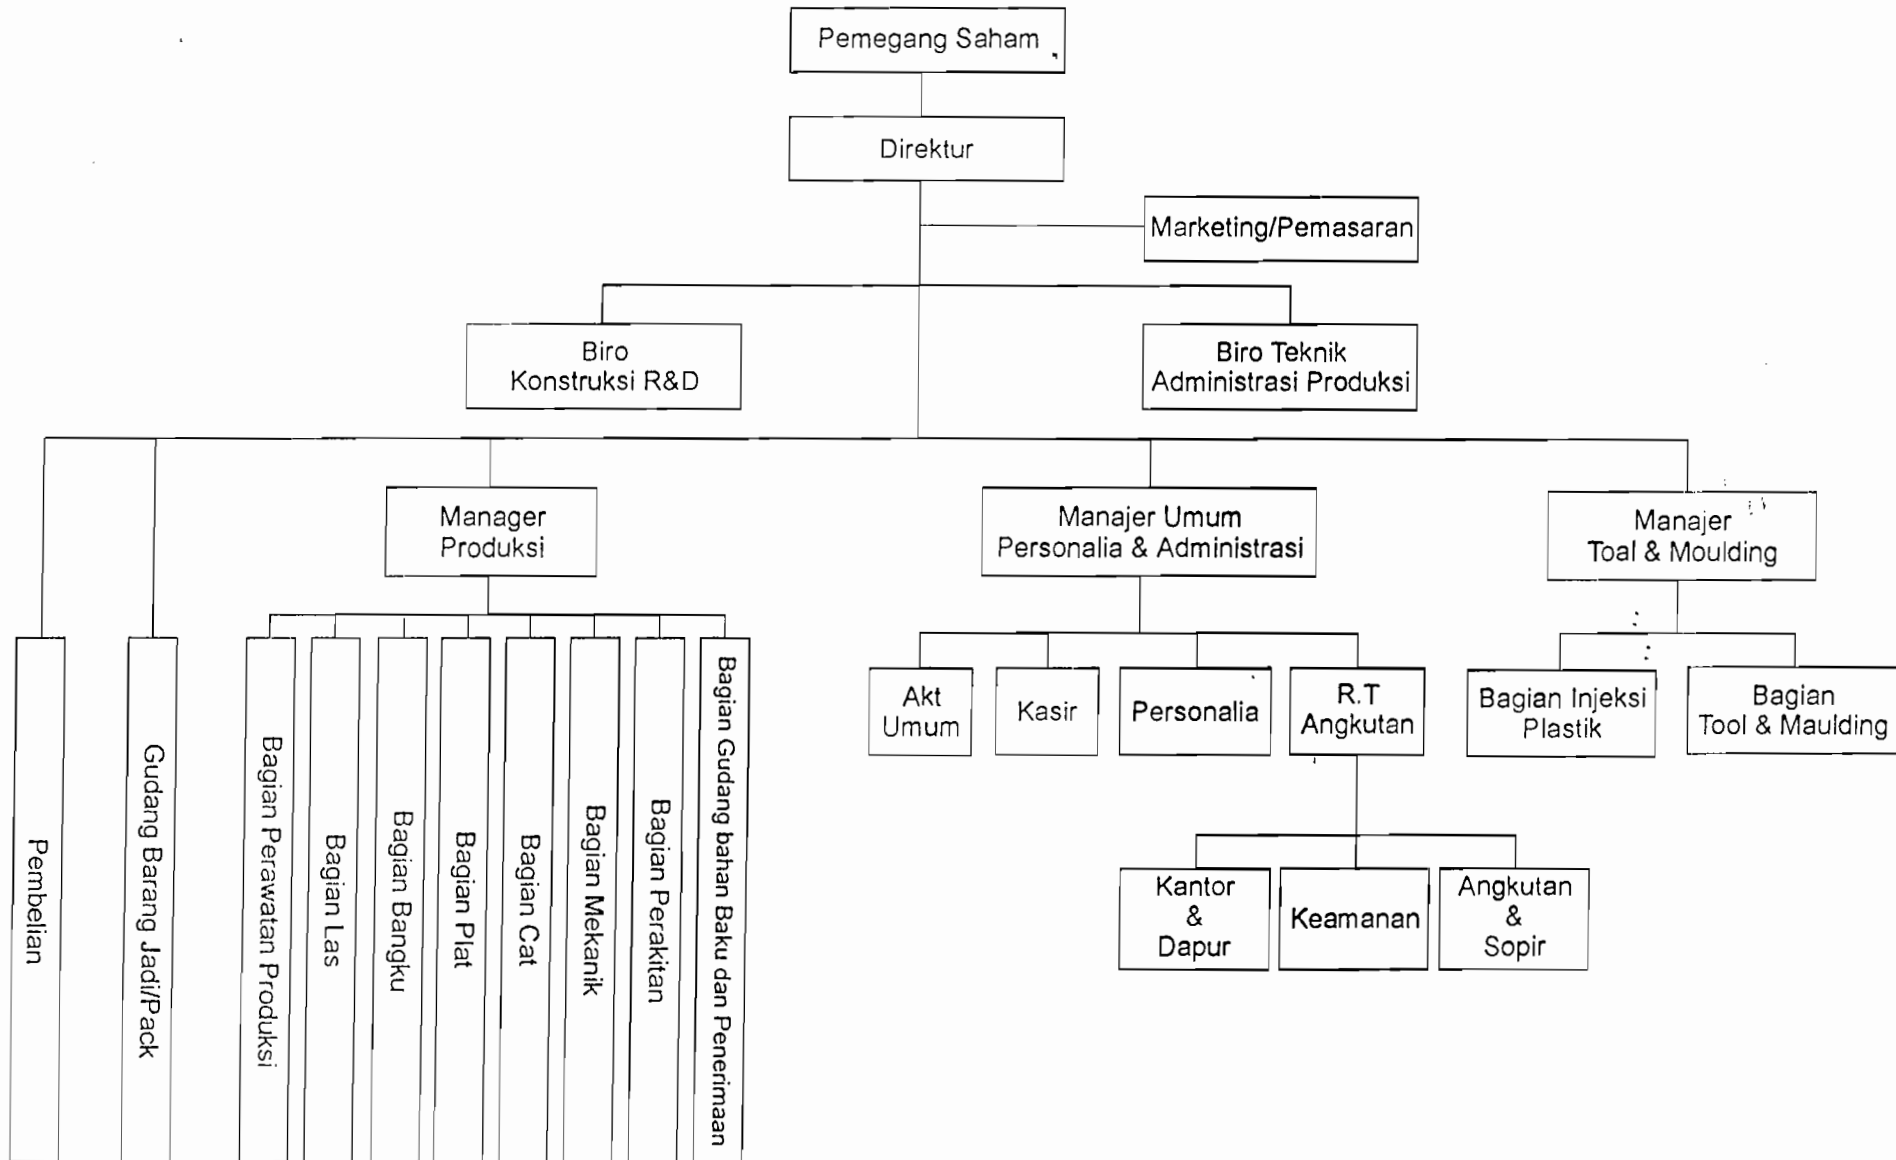 Pemegang Saham
Direktur
Marketing/Pemasaran
Biro
Konstruksi R&D
Biro Teknik
Administrasi Produksi
Manager
Produksi
Manajer Umum
Personalia & Administrasi
Manajer
Toal & Moulding
Pembelian
Gudang Barang Jadi/Pack
Bagian Perawatan Produksi
Bagian Las
Bagian Bangku
Bagian Plat
Bagian Cat
Bagian Mekanik
Bagian Perakitan
Bagian Gudang bahan Baku dan Penerimaan
Akt
Umum
Kasir
Personalia
R.T
Angkutan
Bagian Injeksi
Plastik
Bagian
Tool & Maulding
Kantor
&
Dapur
Keamanan
Angkutan
&
Sopir